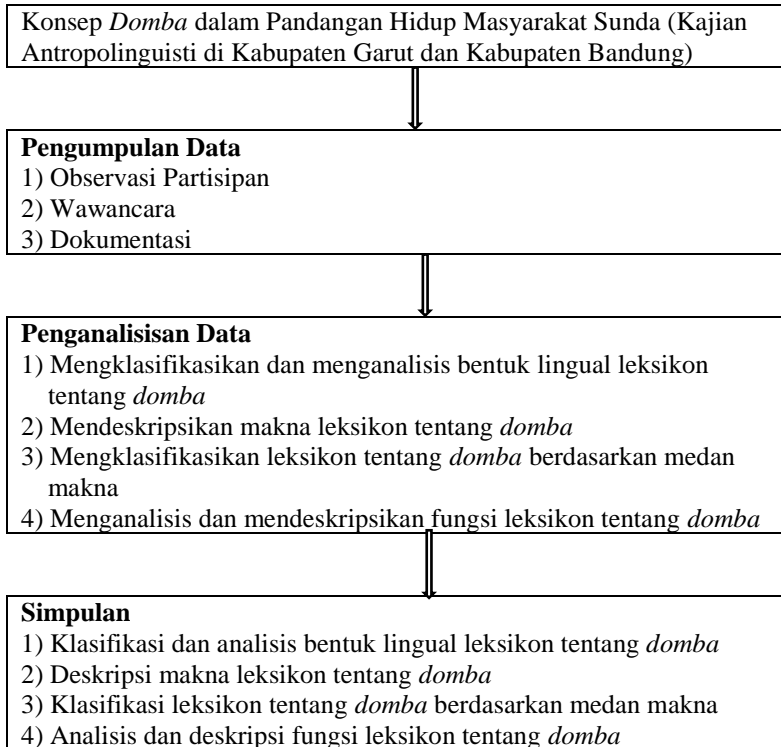 Konsep Domba dalam Pandangan Hidup Masyarakat Sunda (Kajian
Antropolinguisti di Kabupaten Garut dan Kabupaten Bandung)
Pengumpulan Data
1) Observasi Partisipan
2) Wawancara
3) Dokumentasi
Penganalisisan Data
1) Mengklasifikasikan dan menganalisis bentuk lingual leksikon
tentang domba
2) Mendeskripsikan makna leksikon tentang domba
3) Mengklasifikasikan leksikon tentang domba berdasarkan medan
makna
4) Menganalisis dan mendeskripsikan fungsi leksikon tentang domba
Simpulan
1) Klasifikasi dan analisis bentuk lingual leksikon tentang domba
2) Deskripsi makna leksikon tentang domba
3) Klasifikasi leksikon tentang domba berdasarkan medan makna
4) Analisis dan deskripsi fungsi leksikon tentang domba